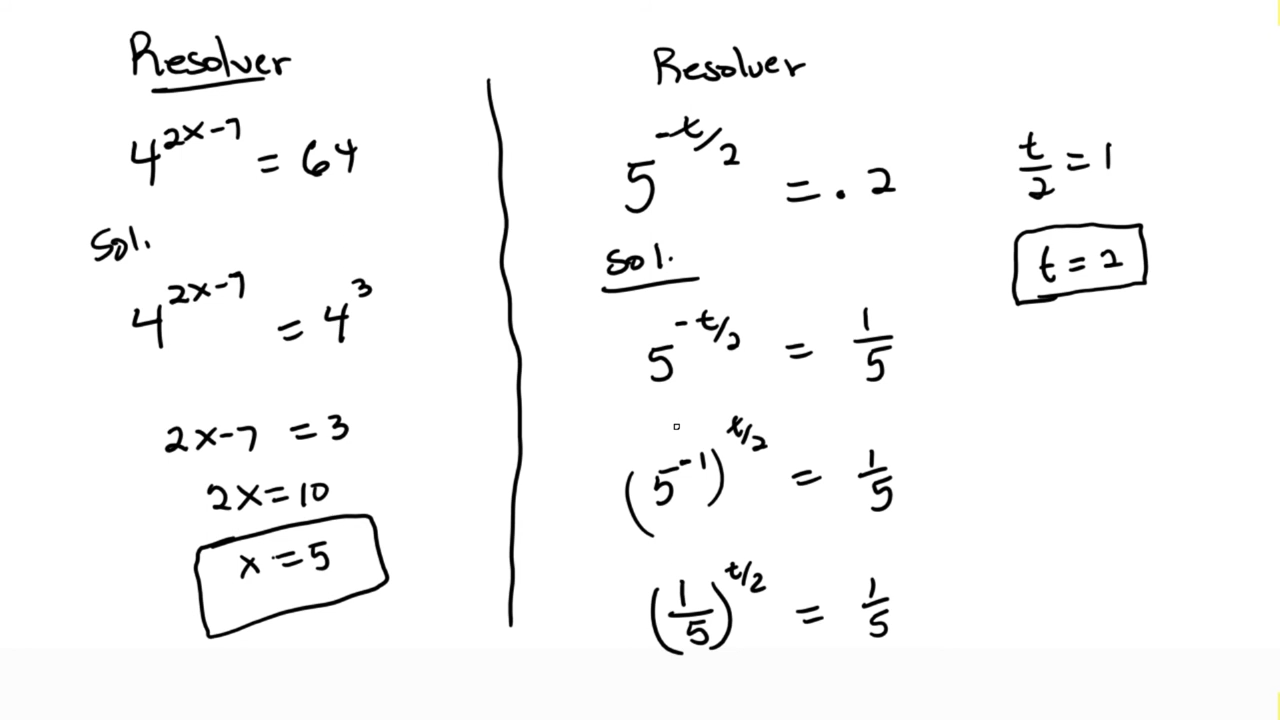 Resolver
4^{2x-7} = 64
Sol.
4^{2x-7} = 4^3
2x-7 = 3
2x=10
x=5
Resolver
5^{-t/2} = .2
Sol.
5^{-t/2} = 1/5
(5^{-1})^{t/2} = 1/5
(1/5)^{t/2} = 1/5
t/2 = 1
t = 2